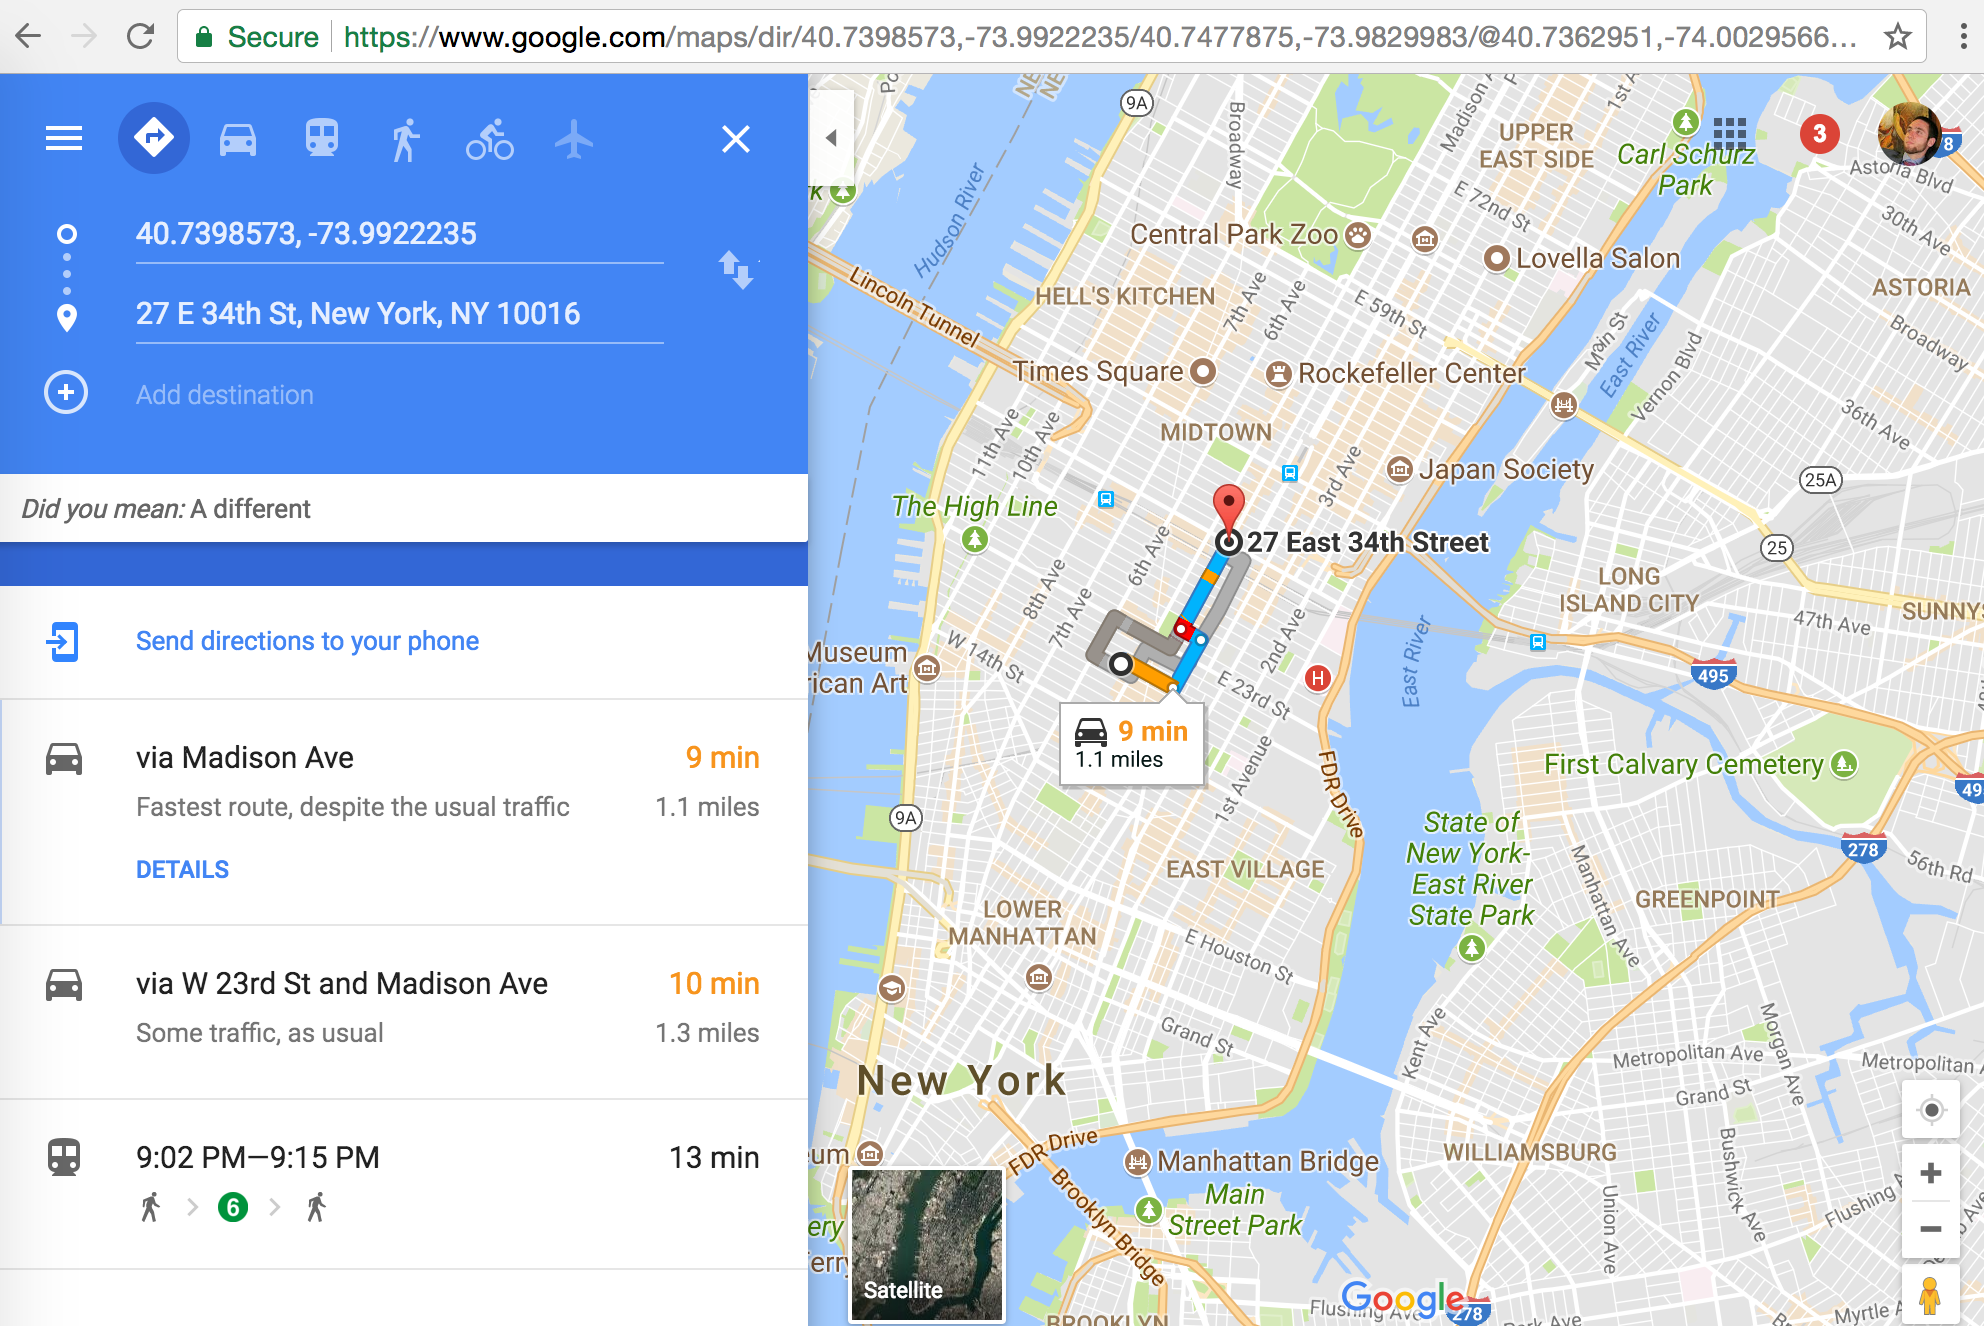 Secure
https://www.google.com/maps/dir/40.7398573,-73.9922235/40.7477875,-73.9829983/@40.7362951,-74.0029566...
40.7398573, -73.9922235
27 E 34th St, New York, NY 10016
Add destination
Did you mean: A different
Send directions to your phone
via Madison Ave
9 min
Fastest route, despite the usual traffic
1.1 miles
DETAILS
via W 23rd St and Madison Ave
10 min
Some traffic, as usual
1.3 miles
9:02 PM—9:15 PM
13 min
6
9A
Broadway
Madison A
1st A
UPPER
EAST SIDE
Carl Schurz
Park
3
8
Astoria Blvd
30th Ave
Hudson River
E 72nd St
Central Park Zoo
Lovella Salon
ASTORIA
Lincoln Tunnel
HELL'S KITCHEN
7th Ave
6th Ave
E 59th St
Main St
East River
Vernon Blvd
Broadway
Times Square
Rockefeller Center
36th Ave
11th Ave
10th Ave
MIDTOWN
3rd Ave
Japan Society
25A
The High Line
6th Ave
27 East 34th Street
25
8th Ave
7th Ave
LONG
ISLAND CITY
47th Ave
SUNNYS
Museum
rican Art
W 14th St
2nd Ave
E 23rd St
H
East River
495
9 min
1.1 miles
1st Avenue
FDR Drive
First Calvary Cemetery
49
9A
State of
New York-
East River
State Park
278
56th Rd
EAST VILLAGE
Manhattan Ave
GREENPOINT
LOWER
MANHATTAN
E Houston St
Grand St
Kent Ave
Morgan Ave
Metropolitan Ave
Metropolitan A
Grand St
New York
FDR Drive
um
Manhattan Bridge
WILLIAMSBURG
Bushwick Ave
Main
Street Park
Brooklyn Bridge
Union Ave
Flushing A
ery
Ferry
Satellite
Google
Flushing Ave
278
BROOKLYN
Park Ave
Myrtle A